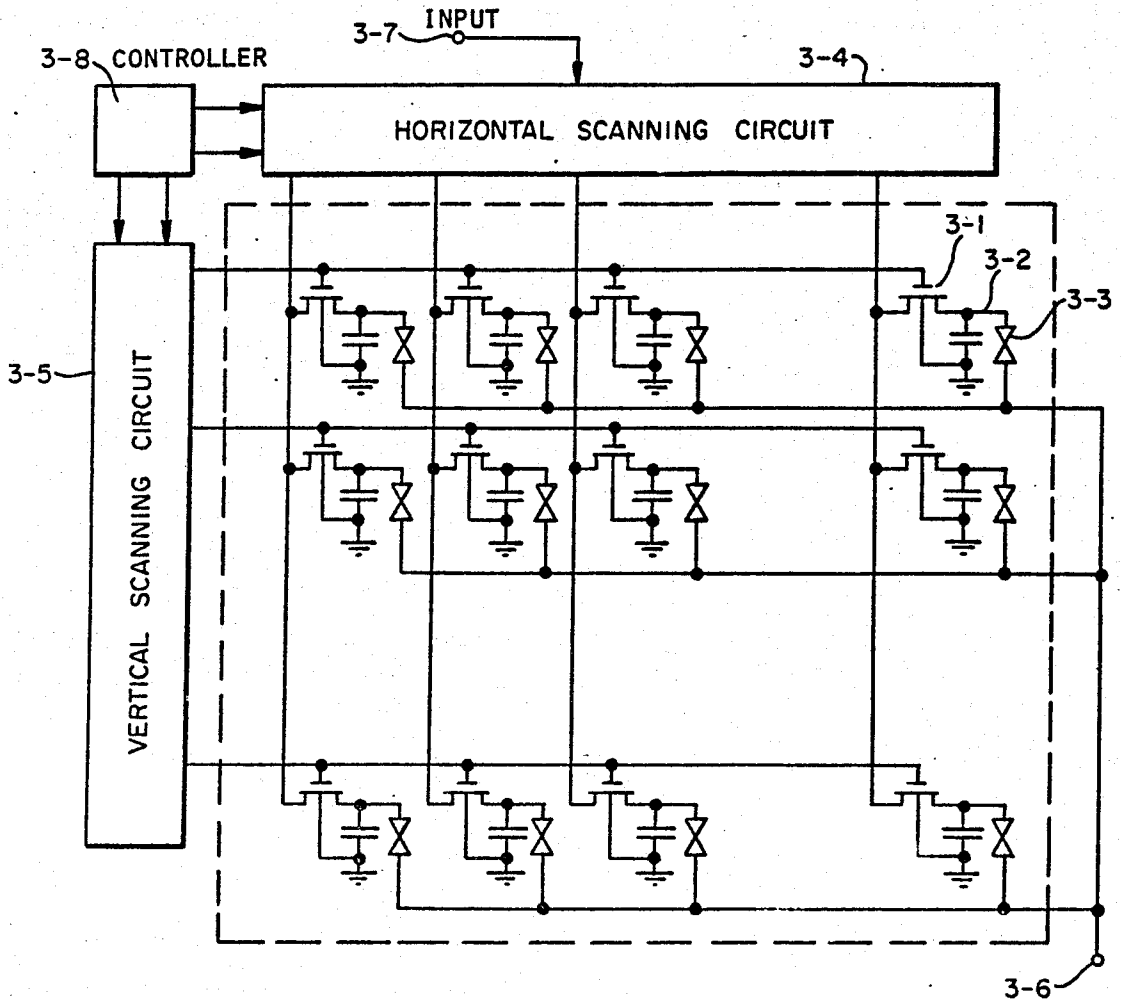 INPUT
3-7
3-8 CONTROLLER
3-4
HORIZONTAL SCANNING CIRCUIT
3-1
3-2
3-3
3-5
VERTICAL SCANNING CIRCUIT
3-6